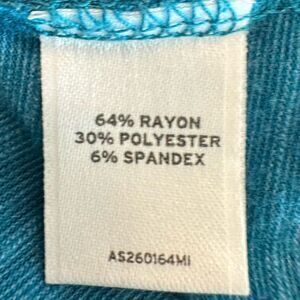 64% RAYON
30% POLYESTER
6% SPANDEX
AS260164MI